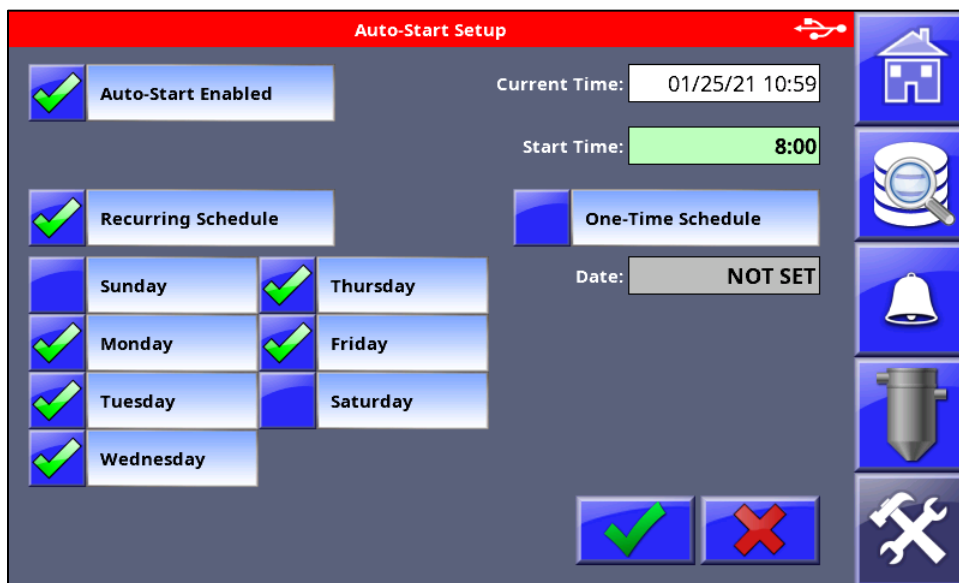 Auto-Start Setup
Auto-Start Enabled
Current Time: 01/25/21 10:59
Start Time: 8:00
Recurring Schedule
One-Time Schedule
Sunday
Thursday
Date: NOT SET
Monday
Friday
Tuesday
Saturday
Wednesday